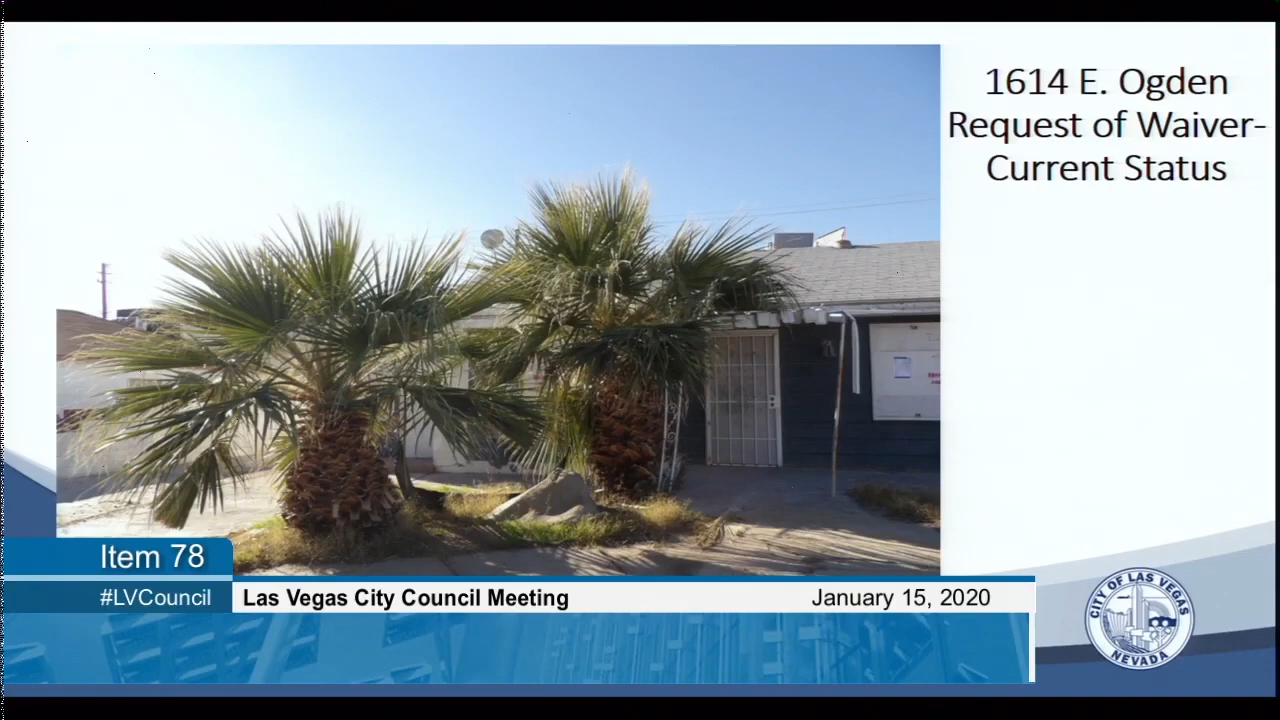 1614 E. Ogden
Request of Waiver-
Current Status
Item 78
#LVCouncil
Las Vegas City Council Meeting
January 15, 2020
CITY OF LAS VEGAS
NEVADA